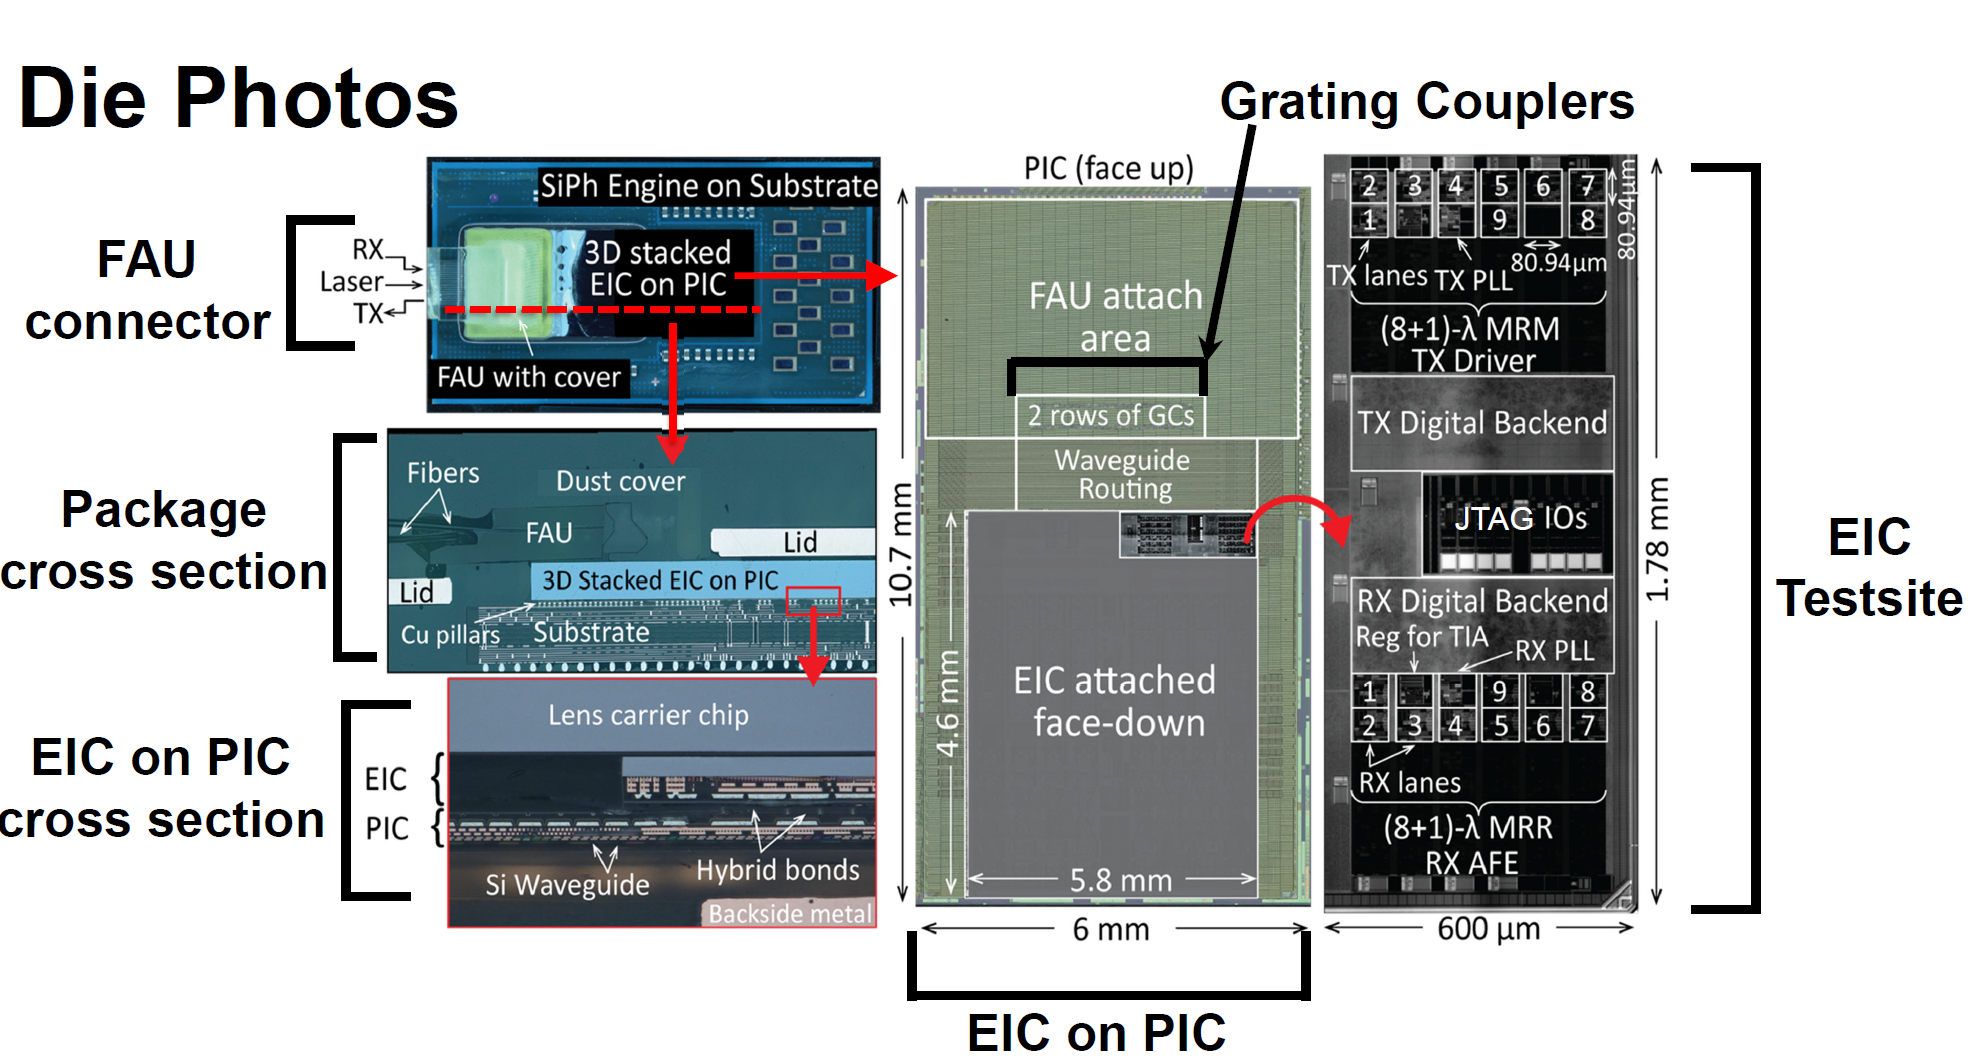 Die Photos
Grating Couplers
FAU
connector
RX
Laser
TX
SiPh Engine on Substrate
3D stacked
EIC on PIC
FAU with cover
Package
cross section
Fibers
Dust cover
FAU
Lid
3D Stacked EIC on PIC
Lid
Cu pillars
Substrate
EIC on PIC
cross section
EIC
PIC
Lens carrier chip
Si Waveguide
Hybrid bonds
Backside metal
PIC (face up)
FAU attach
area
2 rows of GCs
Waveguide
Routing
10.7 mm
4.6 mm
EIC attached
face-down
5.8 mm
6 mm
EIC on PIC
2 3 4 5 6 7
1 9 8
80.94µm
80.94µm
TX lanes TX PLL
(8+1)-λ MRM
TX Driver
TX Digital Backend
JTAG IOs
RX Digital Backend
Reg for TIA
RX PLL
1 9 8
2 3 4 5 6 7
RX lanes
(8+1)-λ MRR
RX AFE
1.78 mm
600 µm
EIC
Testsite